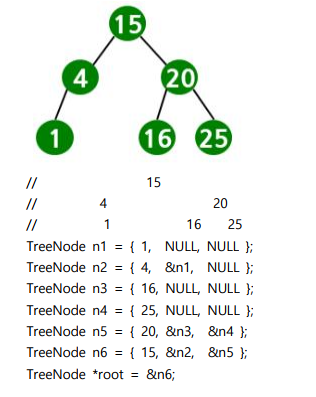 15
4 20
1 16 25
// 15
// 4 20
// 1 16 25
TreeNode n1 = { 1, NULL, NULL };
TreeNode n2 = { 4, &n1, NULL };
TreeNode n3 = { 16, NULL, NULL };
TreeNode n4 = { 25, NULL, NULL };
TreeNode n5 = { 20, &n3, &n4 };
TreeNode n6 = { 15, &n2, &n5 };
TreeNode *root = &n6;